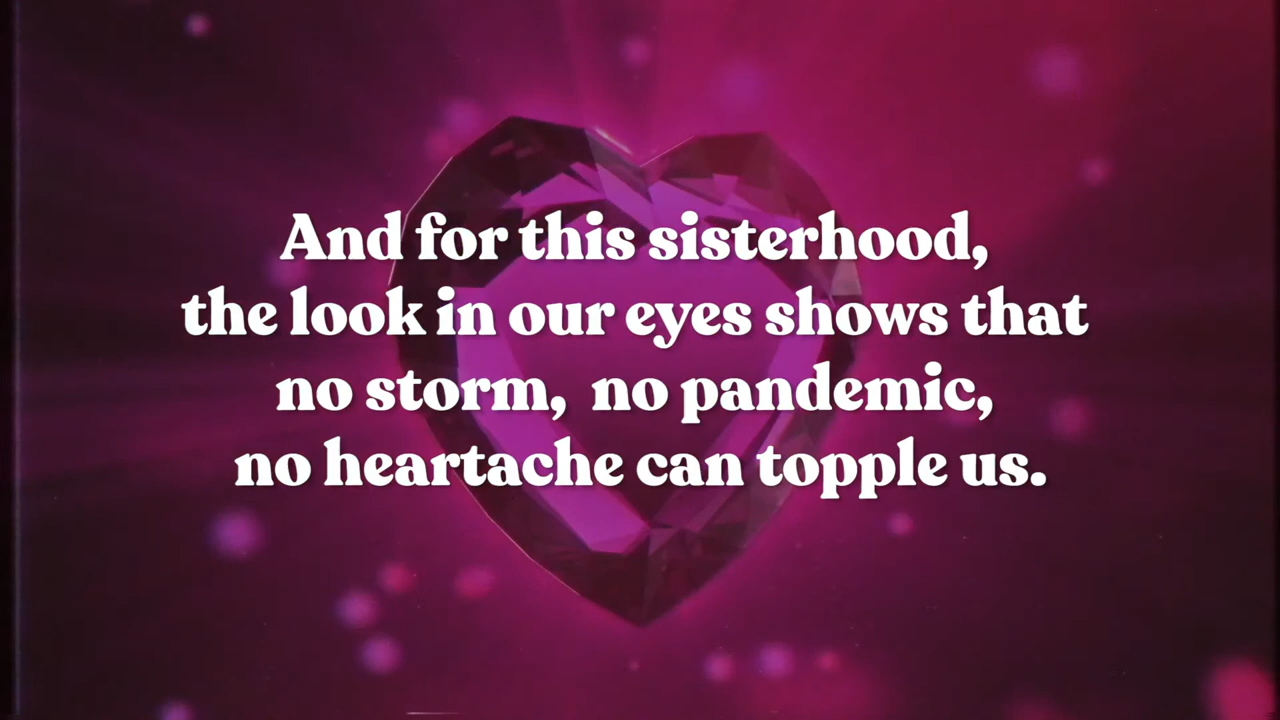 And for this sisterhood,
the look in our eyes shows that
no storm,  no pandemic,
no heartache can topple us.